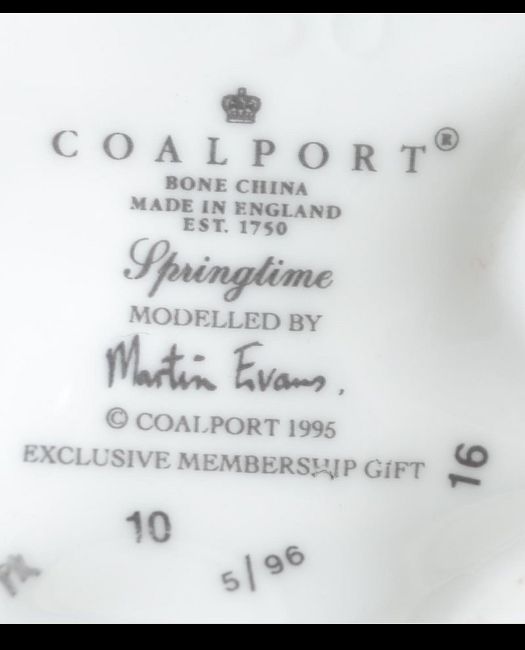 COALPORT®
BONE CHINA
MADE IN ENGLAND
EST. 1750
Springtime
MODELLED BY
Martin Evans.
© COALPORT 1995
EXCLUSIVE MEMBERSHIP GIFT
16
10
5/96